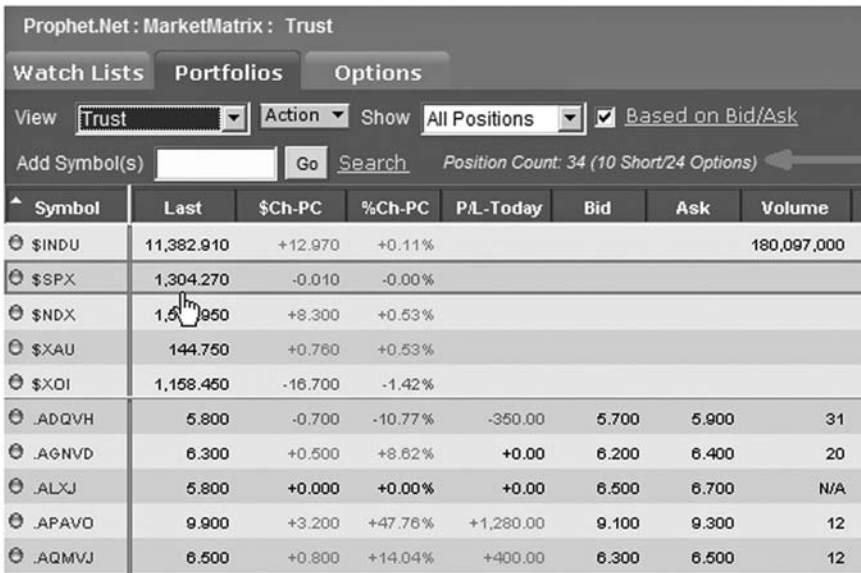 Prophet.Net : MarketMatrix : Trust
Watch Lists Portfolios Options
View Trust Action Show All Positions Based on Bid/Ask
Add Symbol(s) Go Search Position Count: 34 (10 Short/24 Options)
Symbol Last $Ch-PC %Ch-PC P/L-Today Bid Ask Volume
$INDU 11,382.910 +12.970 +0.11% 180,097,000
$SPX 1,304.270 -0.010 -0.00%
$NDX +8.300 +0.53%
$XAU 144.750 +0.760 +0.53%
$XOI 1,158.450 -16.700 -1.42%
.ADQVH 5.800 -0.700 -10.77% -350.00 5.700 5.900 31
.AGNVD 6.300 +0.500 +8.62% +0.00 6.200 6.400 20
.ALXJ 5.800 +0.000 +0.00% +0.00 6.500 6.700 N/A
.APAVO 9.900 +3.200 +47.76% +1,280.00 9.100 9.300 12
.AQMVJ 6.500 +0.800 +14.04% +400.00 6.300 6.500 12